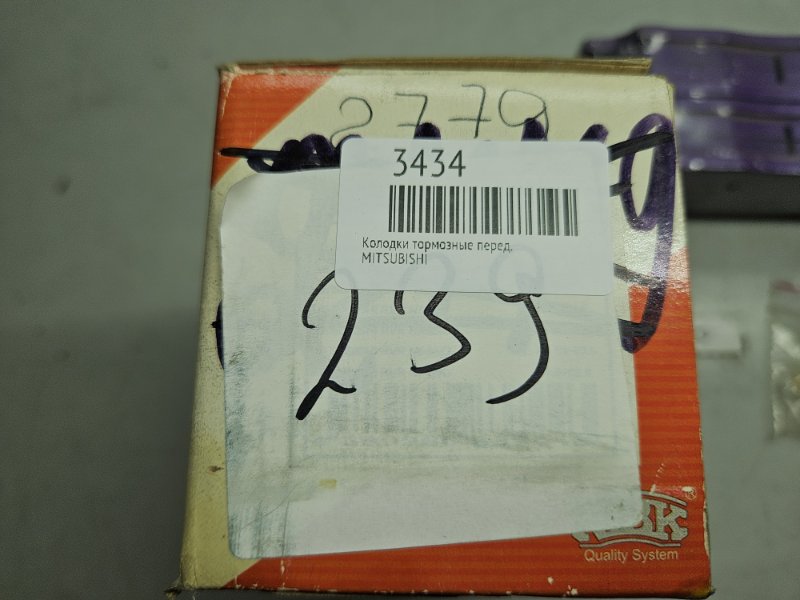 2779
3434
Колодки тормозные перед.
MITSUBISHI
239
Quality System